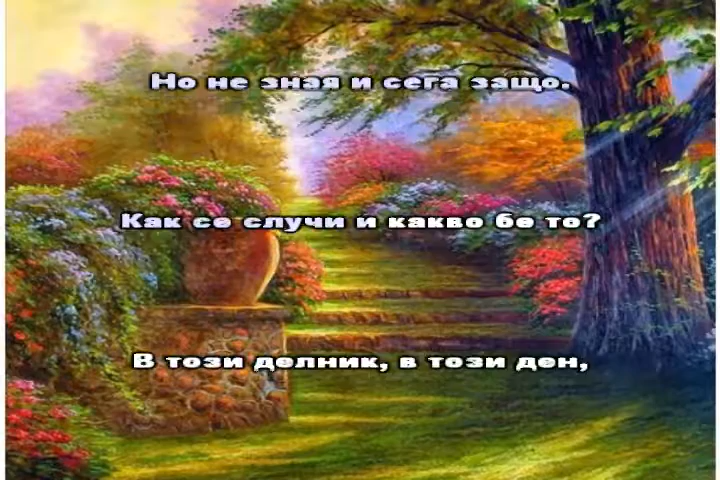 Но не зная и сега защо.
Как се случи и какво бе то?
В този делник, в този ден,